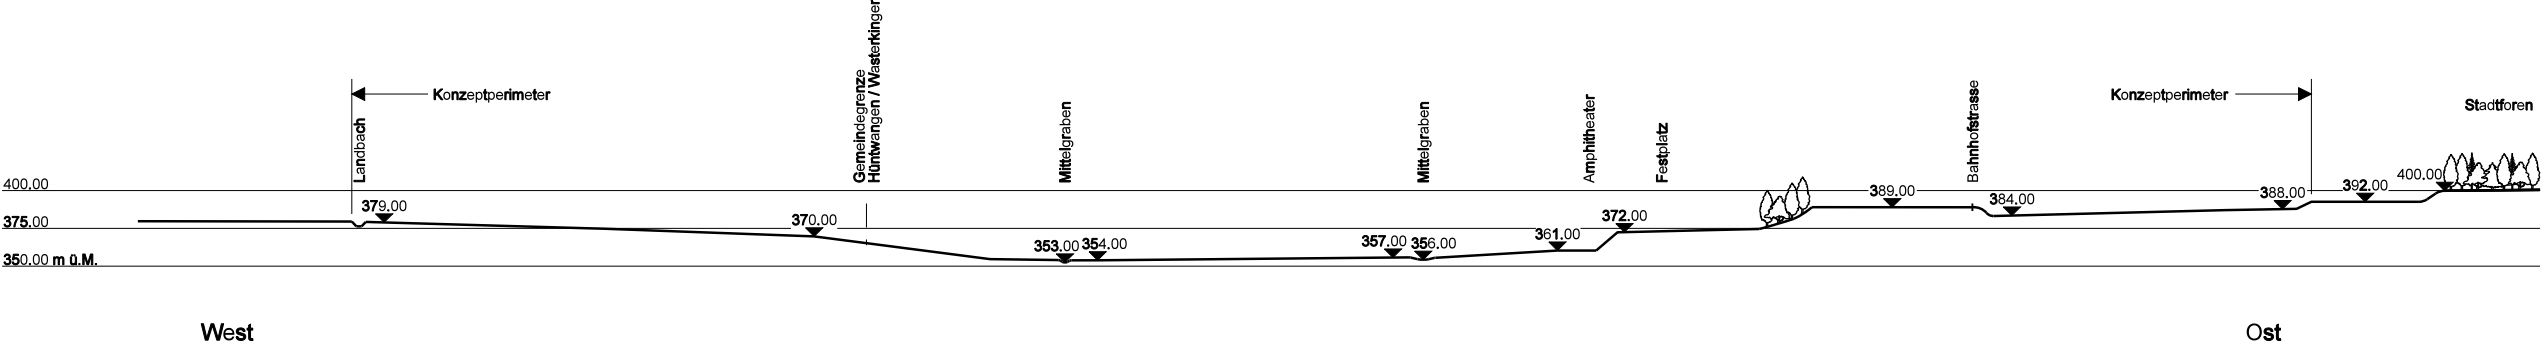 Gemeindegrenze
Hüntwangen / Wasterkingen
Konzeptperimeter
Konzeptperimeter
Stadtforen
Landbach
Mittelgraben
Mittelgraben
Amphitheater
Festplatz
Bahnhofstrasse
400.00
379.00
370.00
353.00
354.00
357.00
356.00
361.00
372.00
389.00
384.00
388.00
392.00
400.00
375.00
350.00 m ü.M.
West
Ost